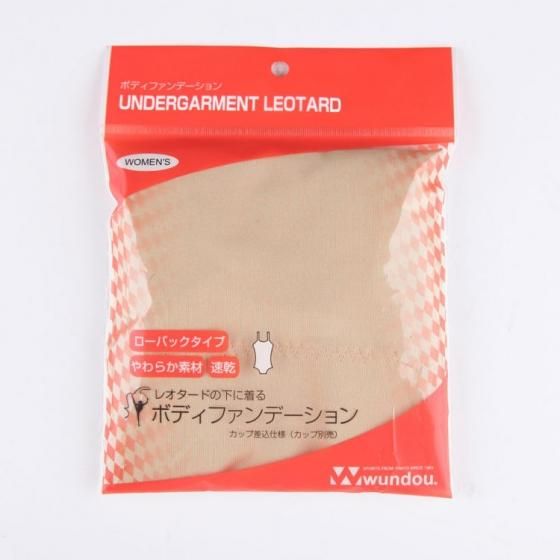 ボディファンデーション
UNDERGARMENT LEOTARD
WOMEN'S
ローバックタイプ
やわらか素材 速乾
レオタードの下に着る
ボディファンデーション
カップ差込仕様（カップ別売）
wundou